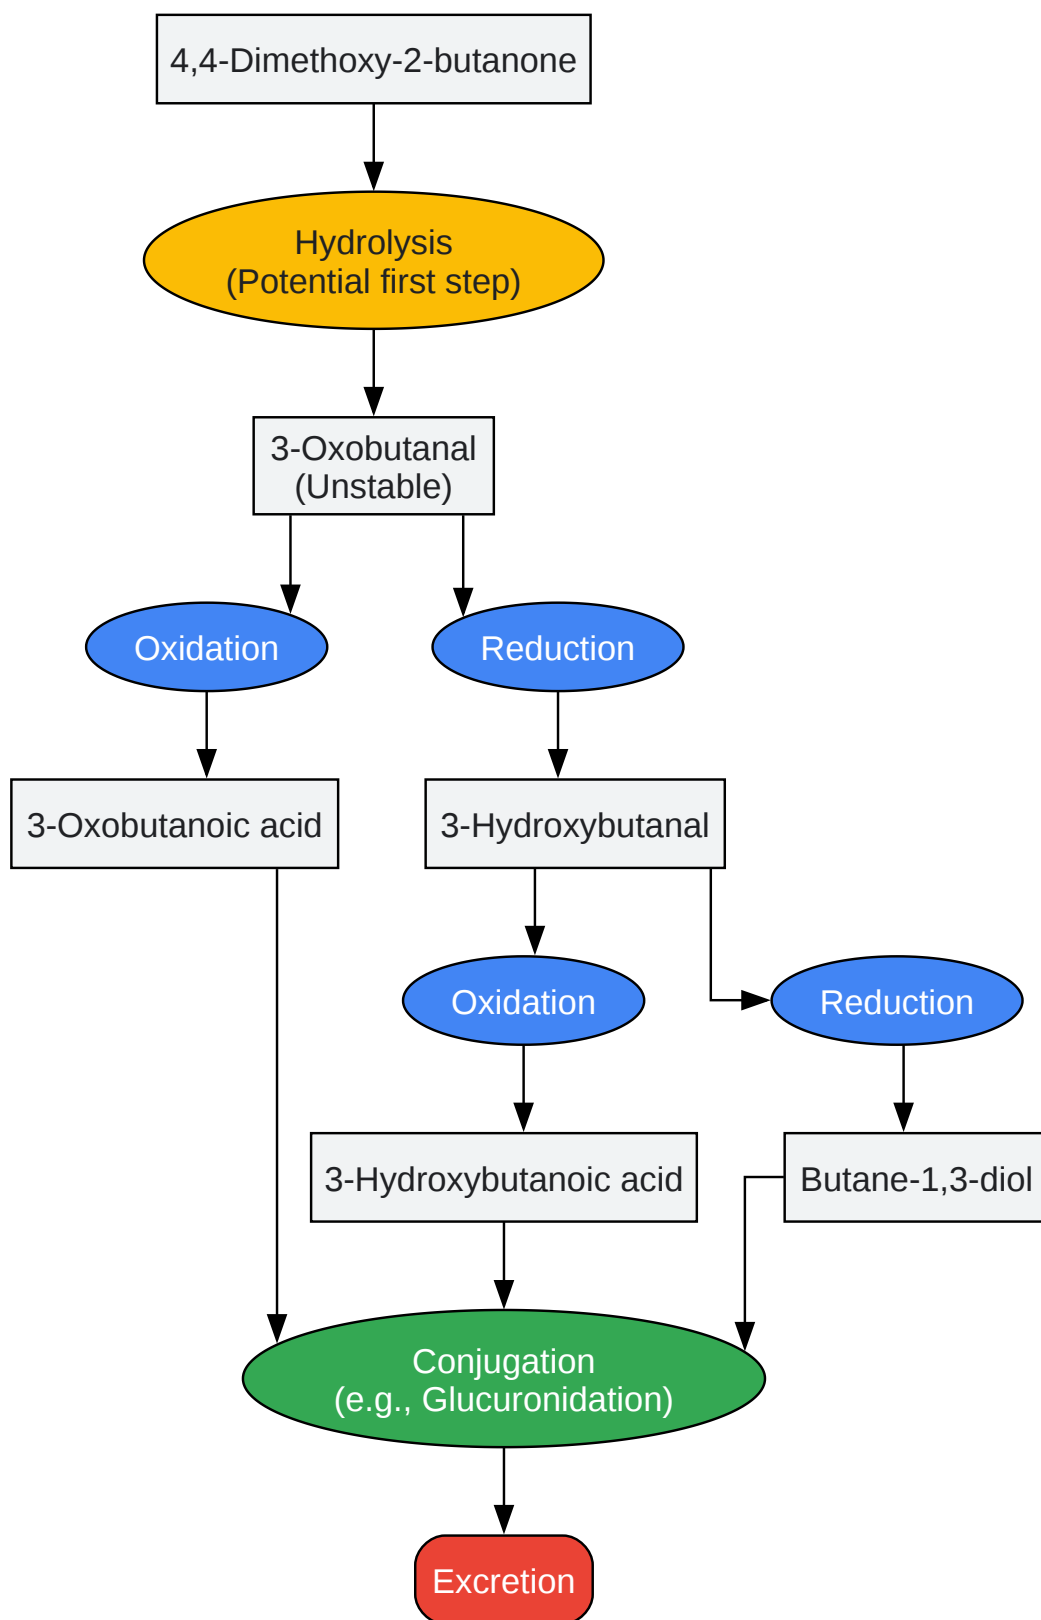 4,4-Dimethoxy-2-butanone
Hydrolysis
(Potential first step)
3-Oxobutanal
(Unstable)
Oxidation
Reduction
3-Oxobutanoic acid
3-Hydroxybutanal
Oxidation
Reduction
3-Hydroxybutanoic acid
Butane-1,3-diol
Conjugation
(e.g., Glucuronidation)
Excretion